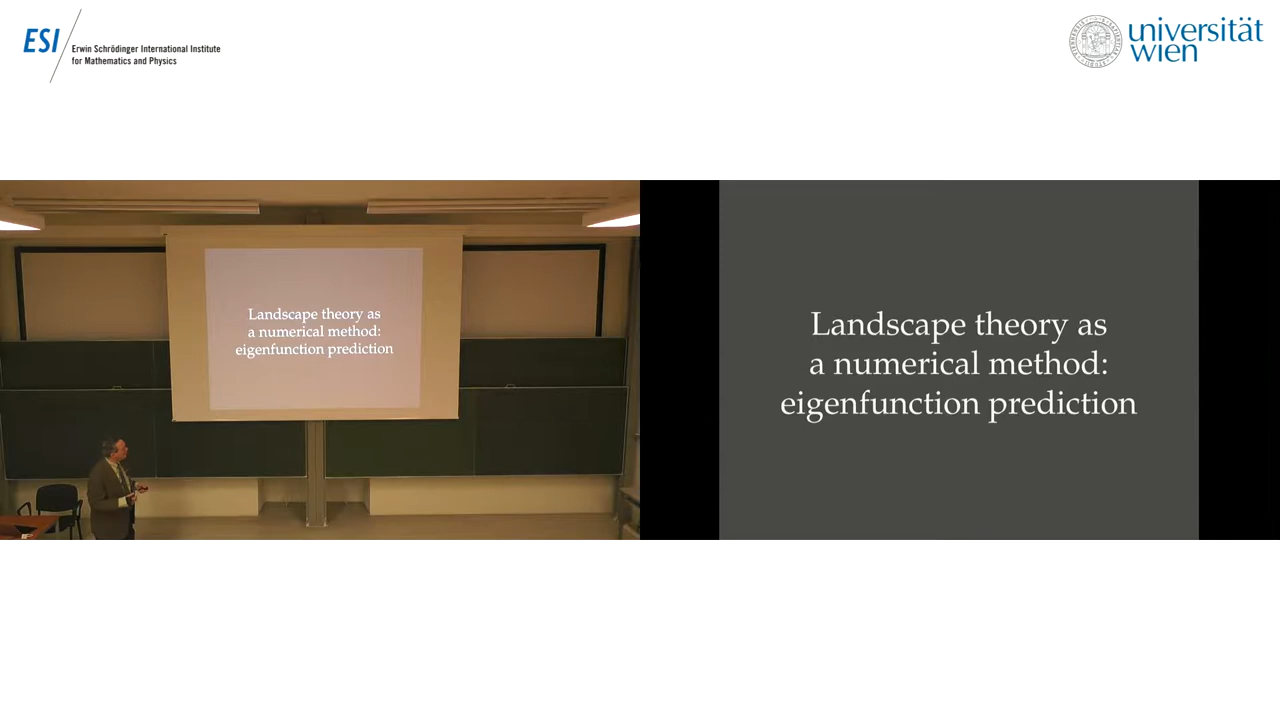 ESI
Erwin Schrödinger International Institute
for Mathematics and Physics
universität
wien
Landscape theory as
a numerical method:
eigenfunction prediction
Landscape theory as
a numerical method:
eigenfunction prediction